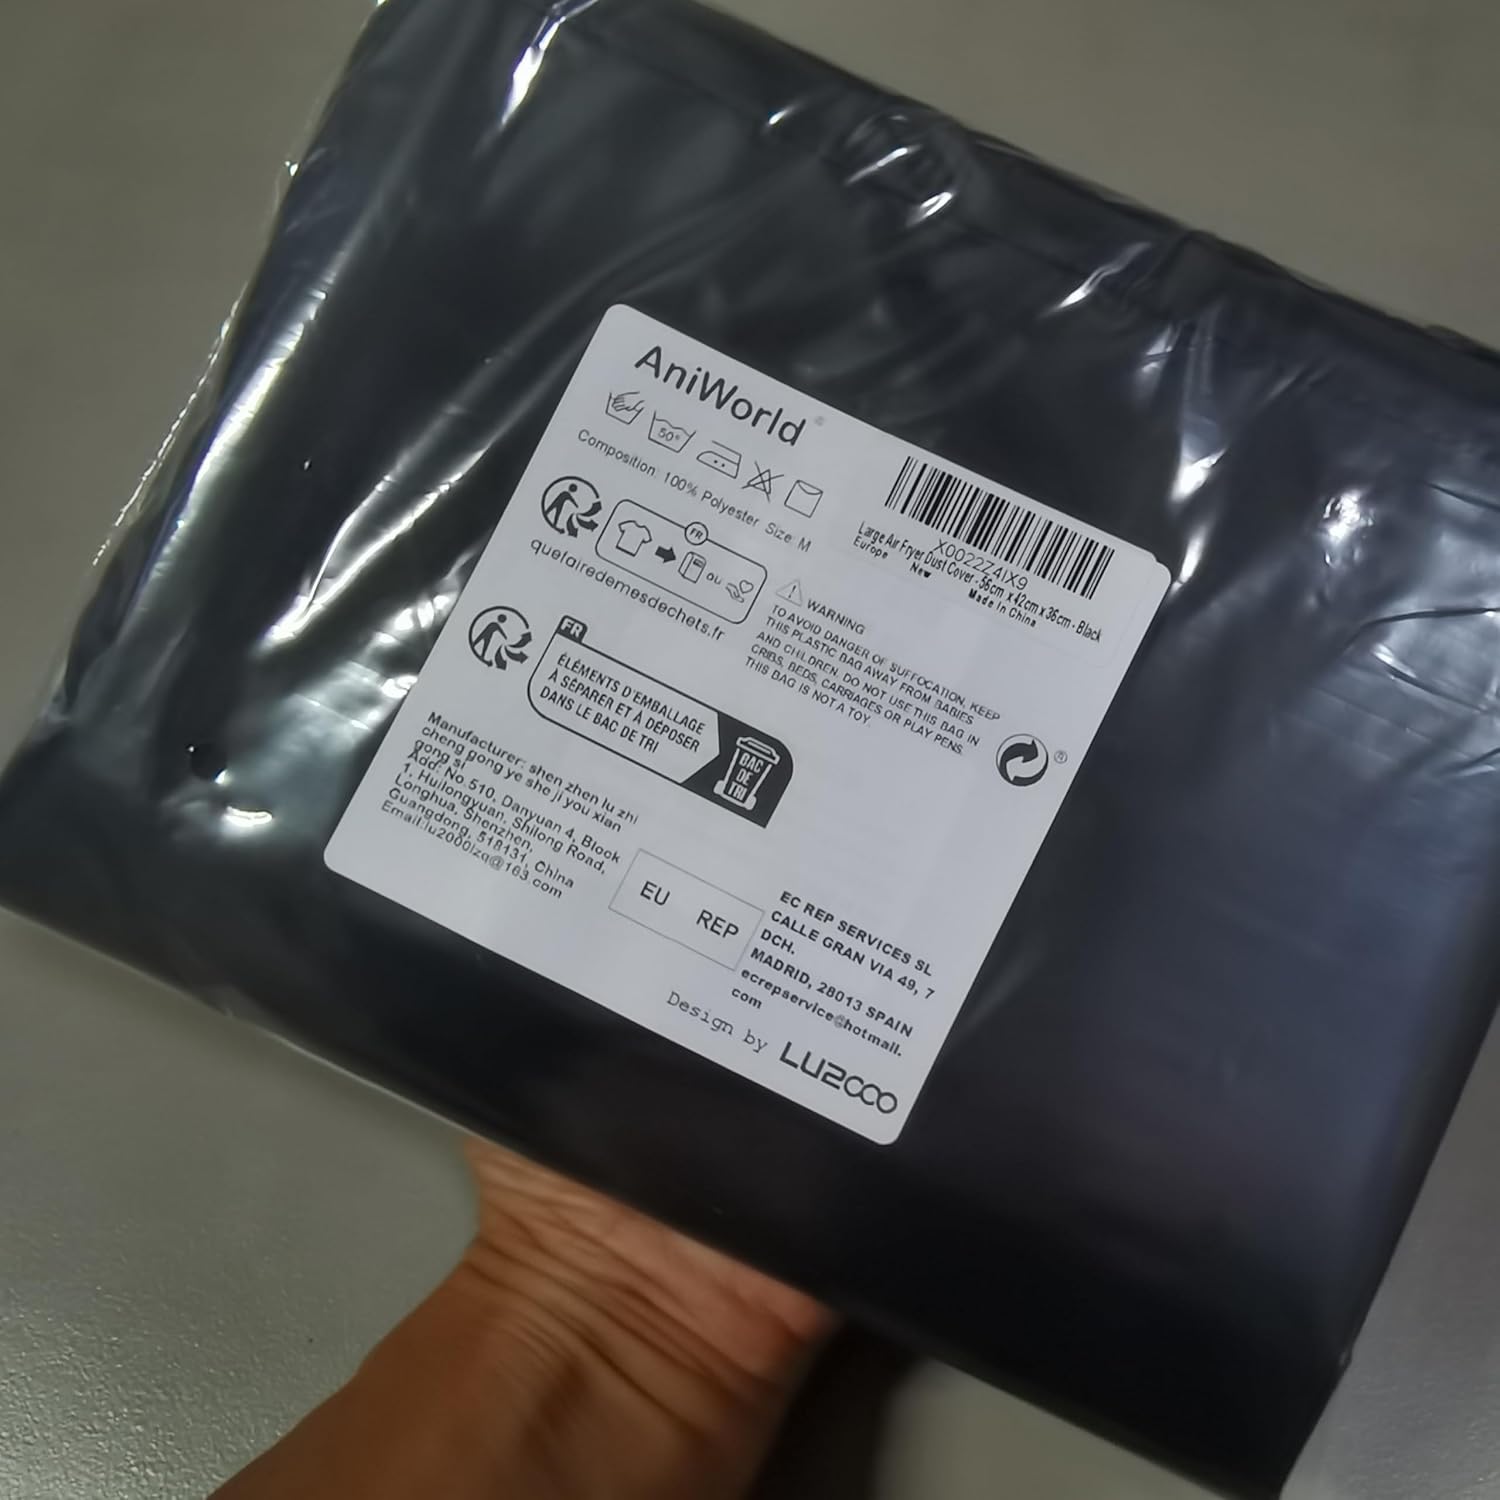 AniWorld
50°
Composition: 100% Polyester Size: M
FR
ou
quefairedemesdechets.fr
X0022Z4IX9
Large Air Fryer Dust Cover - 56cm x 42cm x 36cm - Black
Europe New Made In China
WARNING
TO AVOID DANGER OF SUFFOCATION, KEEP
THIS PLASTIC BAG AWAY FROM BABIES
AND CHILDREN. DO NOT USE THIS BAG IN
CRIBS, BEDS, CARRIAGES OR PLAY PENS.
THIS BAG IS NOT A TOY.
FR
ÉLÉMENTS D'EMBALLAGE
À SÉPARER ET À DÉPOSER
DANS LE BAC DE TRI
BAC
DE
TRI
®
Manufacturer: shen zhen lu zhi
cheng gong ye she ji you xian
gong si
Add: No.510, Danyuan 4, Block
1, Huilongyuan, Shilong Road,
Longhua, Shenzhen,
Guangdong, 518131, China
Email:lu2000lzq@163.com
EU REP
EC REP SERVICES SL
CALLE GRAN VIA 49, 7
DCH.
MADRID, 28013 SPAIN
ecrepservice@hotmail.
com
Design by LU2000